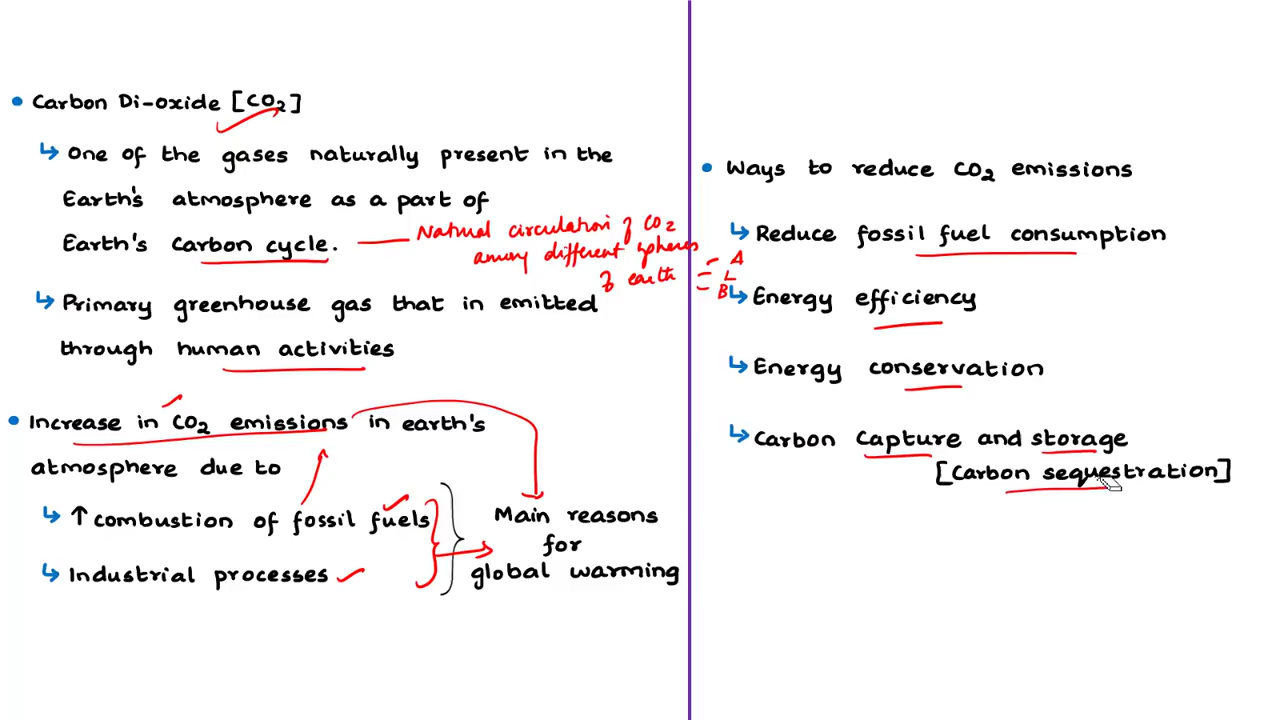 • Carbon Di-oxide [CO₂]
↳ One of the gases naturally present in the
Earth's atmosphere as a part of
Earth's carbon cycle.
Natural circulation of CO₂
among different spheres
of earth
A
L
B
↳ Primary greenhouse gas that in emitted
through human activities
• Increase in CO₂ emissions in earth's
atmosphere due to
↳ ↑ combustion of fossil fuels
↳ Industrial processes
Main reasons
for
global warming
• Ways to reduce CO₂ emissions
↳ Reduce fossil fuel consumption
↳ Energy efficiency
↳ Energy conservation
↳ Carbon capture and storage
[Carbon sequestration]